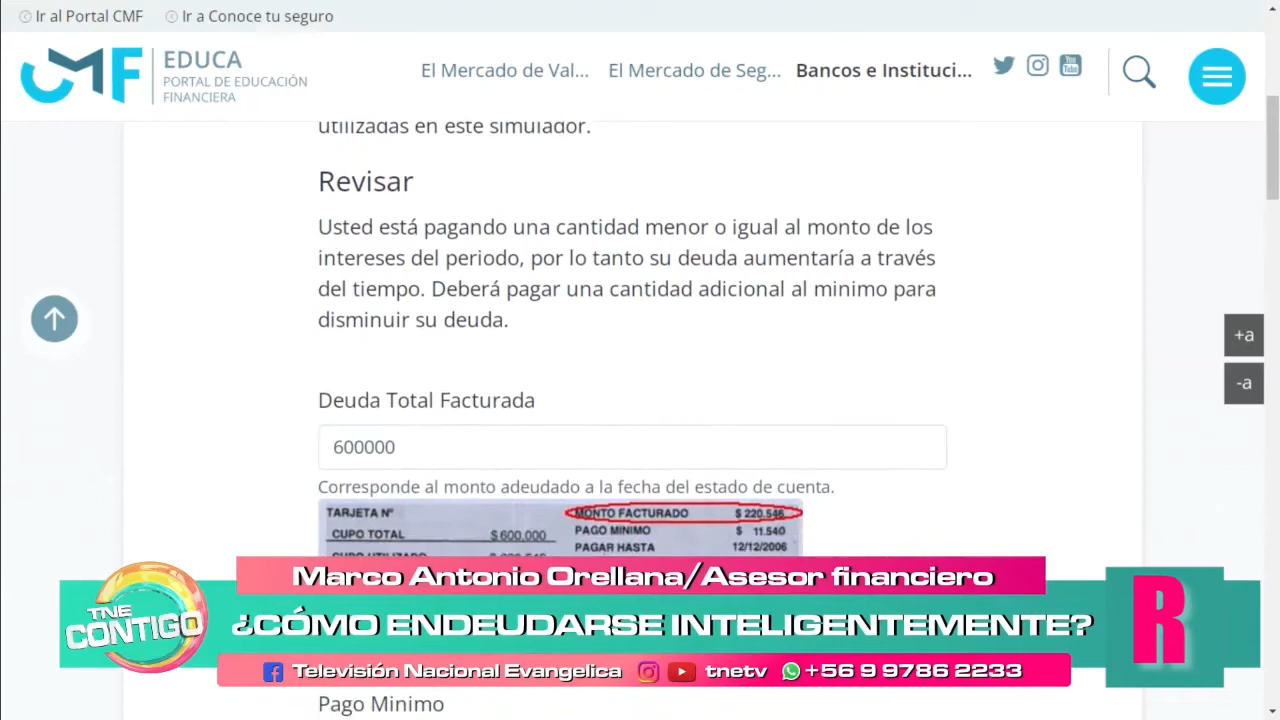 Ir al Portal CMF Ir a Conoce tu seguro
CMF EDUCA
PORTAL DE EDUCACIÓN
FINANCIERA
El Mercado de Val... El Mercado de Seg... Bancos e Instituci...
utilizadas en este simulador.
Revisar
Usted está pagando una cantidad menor o igual al monto de los
intereses del periodo, por lo tanto su deuda aumentaría a través
del tiempo. Deberá pagar una cantidad adicional al minimo para
disminuir su deuda.
+a
-a
Deuda Total Facturada
600000
Corresponde al monto adeudado a la fecha del estado de cuenta.
TARJETA Nº MONTO FACTURADO $ 220.546
CUPO TOTAL $ 600,000 PAGO MINIMO $ 11.540
PAGAR HASTA 12/12/2006
Marco Antonio Orellana/Asesor financiero
TNE
CONTIGO
¿CÓMO ENDEUDARSE INTELIGENTEMENTE?
R
Televisión Nacional Evangelica tnetv +56 9 9786 2233
Pago Minimo